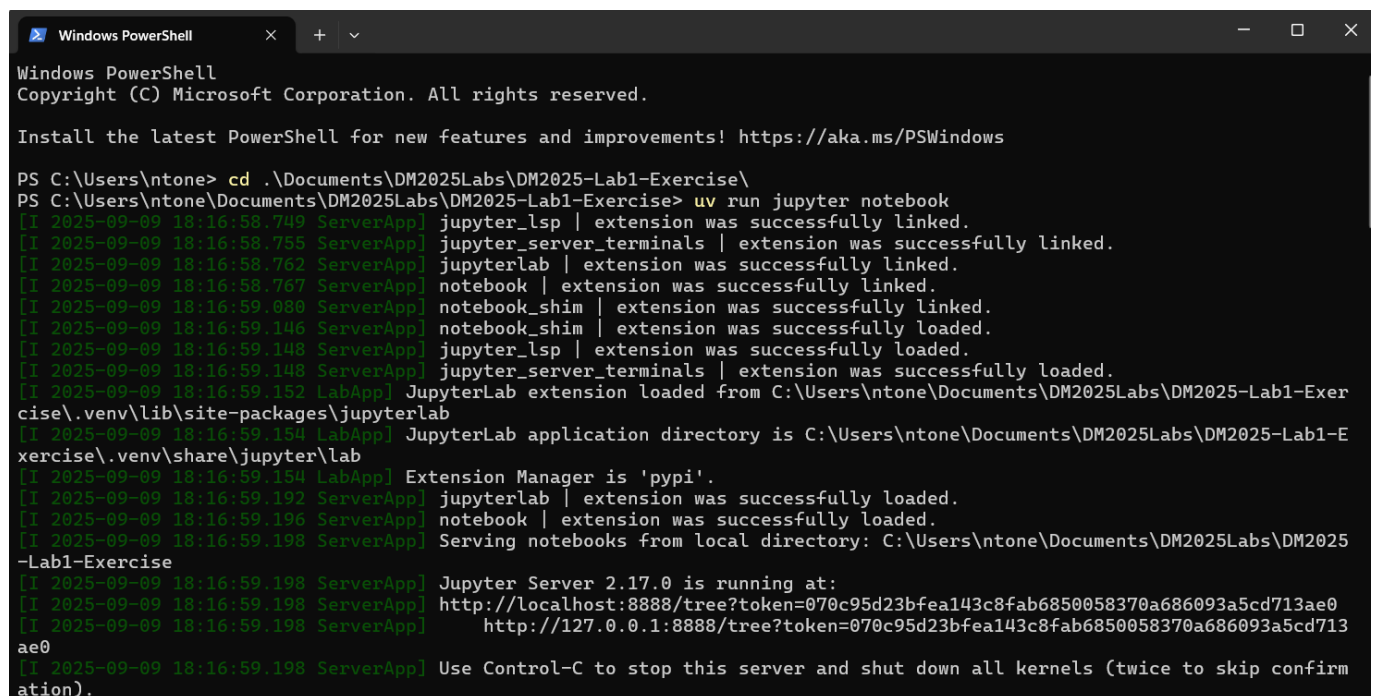 Windows PowerShell
Windows PowerShell
Copyright (C) Microsoft Corporation. All rights reserved.
Install the latest PowerShell for new features and improvements! https://aka.ms/PSWindows
PS C:\Users\ntone> cd .\Documents\DM2025Labs\DM2025-Lab1-Exercise\
PS C:\Users\ntone\Documents\DM2025Labs\DM2025-Lab1-Exercise> uv run jupyter notebook
[I 2025-09-09 18:16:58.749 ServerApp] jupyter_lsp | extension was successfully linked.
[I 2025-09-09 18:16:58.755 ServerApp] jupyter_server_terminals | extension was successfully linked.
[I 2025-09-09 18:16:58.762 ServerApp] jupyterlab | extension was successfully linked.
[I 2025-09-09 18:16:58.767 ServerApp] notebook | extension was successfully linked.
[I 2025-09-09 18:16:59.080 ServerApp] notebook_shim | extension was successfully linked.
[I 2025-09-09 18:16:59.146 ServerApp] notebook_shim | extension was successfully loaded.
[I 2025-09-09 18:16:59.148 ServerApp] jupyter_lsp | extension was successfully loaded.
[I 2025-09-09 18:16:59.148 ServerApp] jupyter_server_terminals | extension was successfully loaded.
[I 2025-09-09 18:16:59.152 LabApp] JupyterLab extension loaded from C:\Users\ntone\Documents\DM2025Labs\DM2025-Lab1-Exer
cise\.venv\lib\site-packages\jupyterlab
[I 2025-09-09 18:16:59.154 LabApp] JupyterLab application directory is C:\Users\ntone\Documents\DM2025Labs\DM2025-Lab1-E
xercise\.venv\share\jupyter\lab
[I 2025-09-09 18:16:59.154 LabApp] Extension Manager is 'pypi'.
[I 2025-09-09 18:16:59.192 ServerApp] jupyterlab | extension was successfully loaded.
[I 2025-09-09 18:16:59.196 ServerApp] notebook | extension was successfully loaded.
[I 2025-09-09 18:16:59.198 ServerApp] Serving notebooks from local directory: C:\Users\ntone\Documents\DM2025Labs\DM2025
-Lab1-Exercise
[I 2025-09-09 18:16:59.198 ServerApp] Jupyter Server 2.17.0 is running at:
[I 2025-09-09 18:16:59.198 ServerApp] http://localhost:8888/tree?token=070c95d23bfea143c8fab6850058370a686093a5cd713ae0
[I 2025-09-09 18:16:59.198 ServerApp]     http://127.0.0.1:8888/tree?token=070c95d23bfea143c8fab6850058370a686093a5cd713
ae0
[I 2025-09-09 18:16:59.198 ServerApp] Use Control-C to stop this server and shut down all kernels (twice to skip confirm
ation).